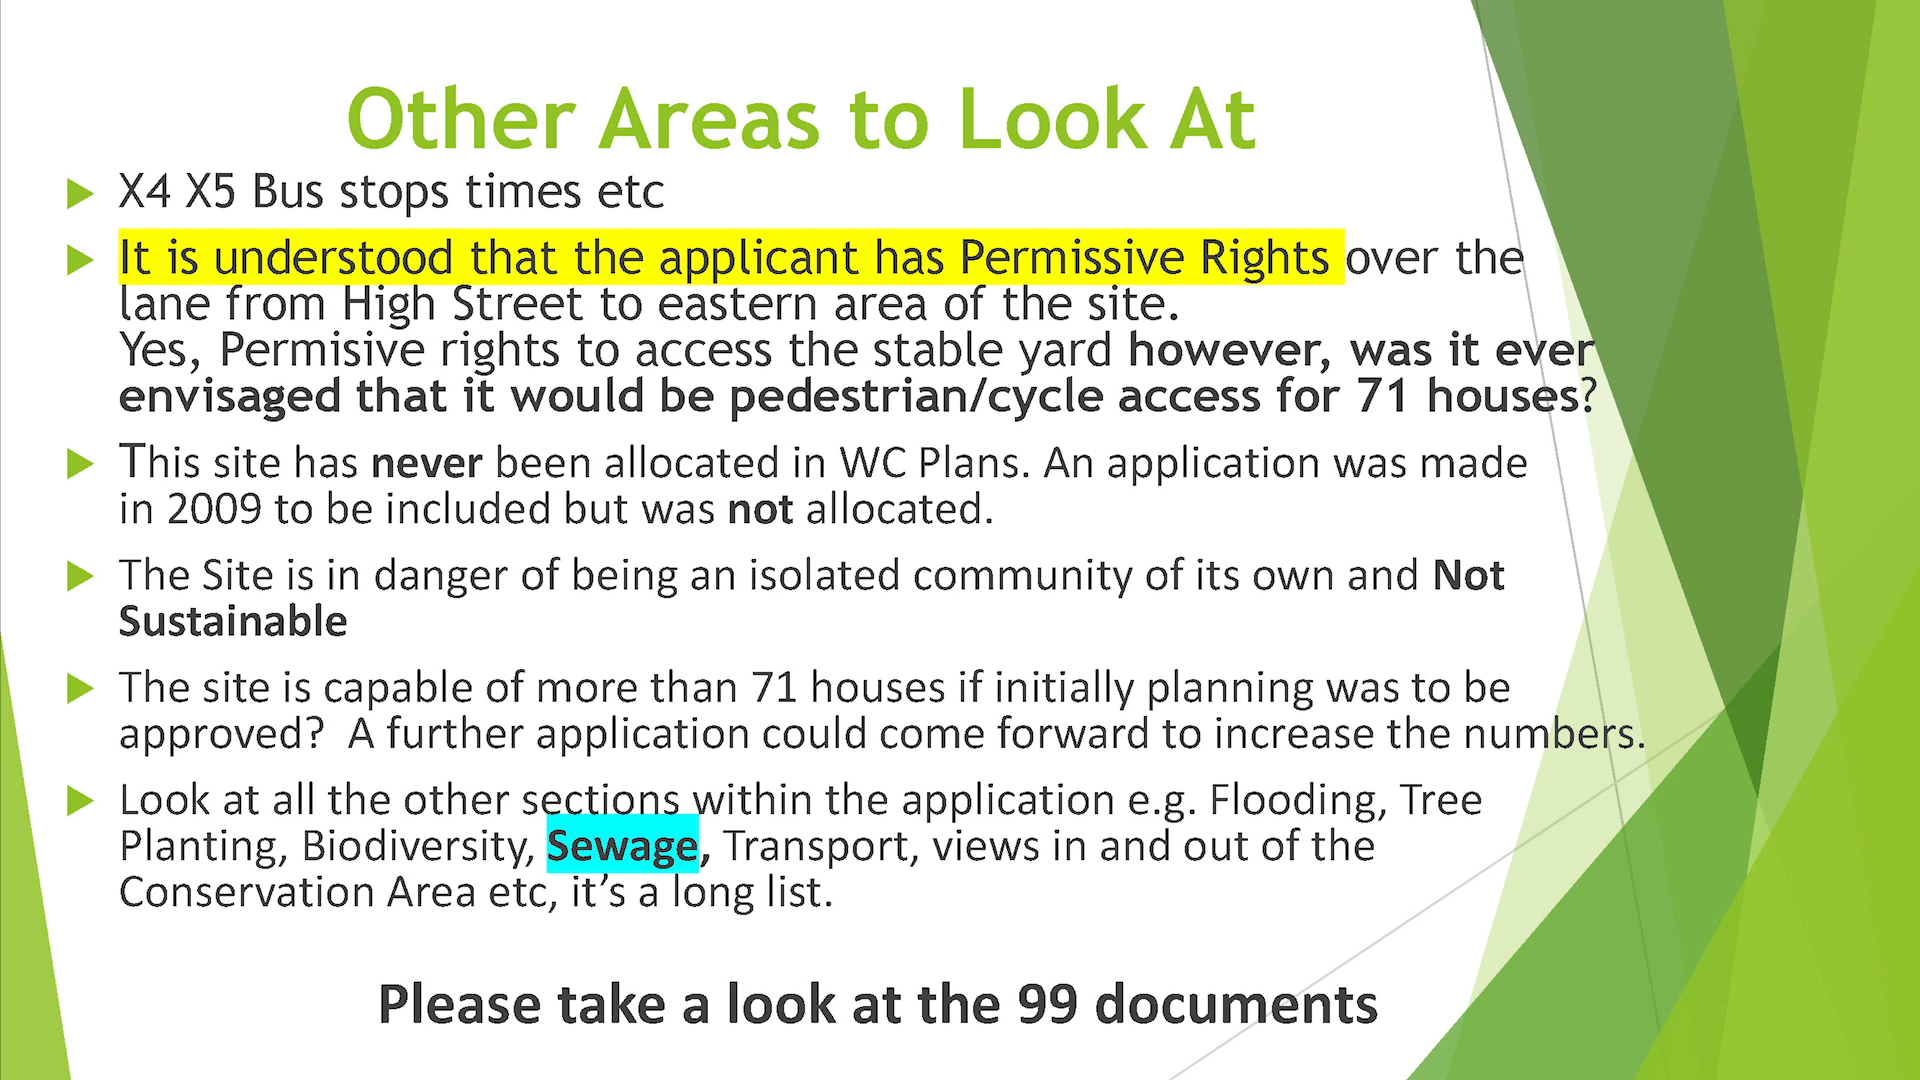 Other Areas to Look At
X4 X5 Bus stops times etc
It is understood that the applicant has Permissive Rights over the
lane from High Street to eastern area of the site.
Yes, Permisive rights to access the stable yard however, was it ever
envisaged that it would be pedestrian/cycle access for 71 houses?
This site has never been allocated in WC Plans. An application was made
in 2009 to be included but was not allocated.
The Site is in danger of being an isolated community of its own and Not
Sustainable
The site is capable of more than 71 houses if initially planning was to be
approved?  A further application could come forward to increase the numbers.
Look at all the other sections within the application e.g. Flooding, Tree
Planting, Biodiversity, Sewage, Transport, views in and out of the
Conservation Area etc, it’s a long list.
Please take a look at the 99 documents